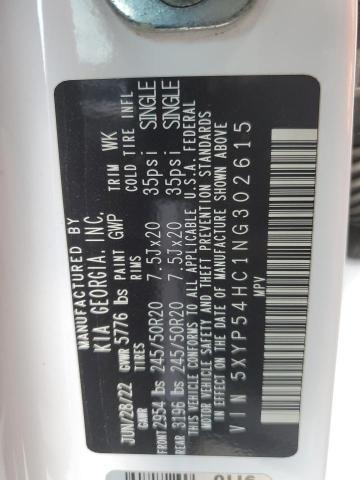 MANUFACTURED BY
KIA GEORGIA. INC.
JUN/28/22 GVWR 5776 lbs PAINT GWP TRIM WK
GAWR TIRES RIMS COLD TIRE INFL
FRONT 2954 lbs 245/50R20 7.5Jx20 35psi SINGLE
REAR 3196 lbs 245/50R20 7.5Jx20 35psi SINGLE
THIS VEHICLE CONFORMS TO ALL APPLICABLE U.S.A. FEDERAL
MOTOR VEHICLE SAFETY AND THEFT PREVENTION STANDARDS
IN EFFECT ON THE DATE OF MANUFACTURE SHOWN ABOVE.
VIN 5XYP54HC1NG302615
MPV